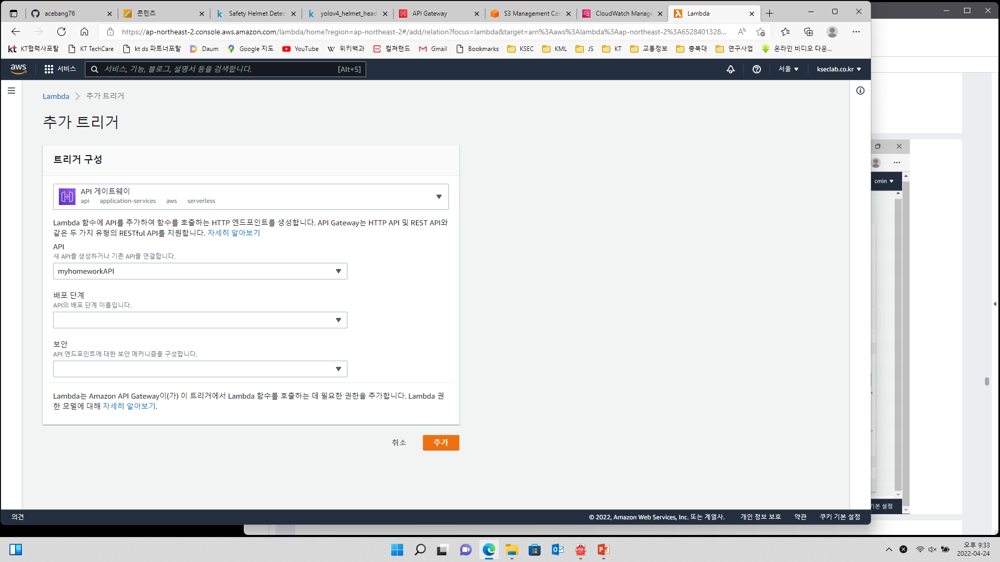 acebang76
콘텐츠
Safety Helmet Detec
yolov4_helmet_head
API Gateway
S3 Management Con
CloudWatch Manage
Lambda
https://ap-northeast-2.console.aws.amazon.com/lambda/home?region=ap-northeast-2#/add/relation?focus=lambda&target=arn%3Aaws%3Alambda%3Aap-northeast-2%3A6528401328...
kt KT협력사포탈
KT TechCare
kt ds 파트너포탈
Daum
Google 지도
YouTube
W 위키백과
컬쳐랜드
Gmail
Bookmarks
KSEC
KML
JS
KT
교통정보
충북대
연구사업
온라인 비디오 다운...
aws
서비스
서비스, 기능, 블로그, 설명서 등을 검색합니다.
[Alt+S]
서울 ▼
kseclab.co.kr ▼
Lambda
추가 트리거
추가 트리거
트리거 구성
API 게이트웨이
api application-services aws serverless
Lambda 함수에 API를 추가하여 함수를 호출하는 HTTP 엔드포인트를 생성합니다. API Gateway는 HTTP API 및 REST API와
같은 두 가지 유형의 RESTful API를 지원합니다. 자세히 알아보기
API
새 API를 생성하거나 기존 API를 연결합니다.
myhomeworkAPI
배포 단계
API의 배포 단계 이름입니다.
보안
API 엔드포인트에 대한 보안 메커니즘을 구성합니다.
Lambda는 Amazon API Gateway이(가) 이 트리거에서 Lambda 함수를 호출하는 데 필요한 권한을 추가합니다. Lambda 권
한 모델에 대해 자세히 알아보기.
취소
추가
cmin ▼
기본 설정
의견
© 2022, Amazon Web Services, Inc. 또는 계열사.
개인 정보 보호
약관
쿠키 기본 설정
오후 9:33
2022-04-24